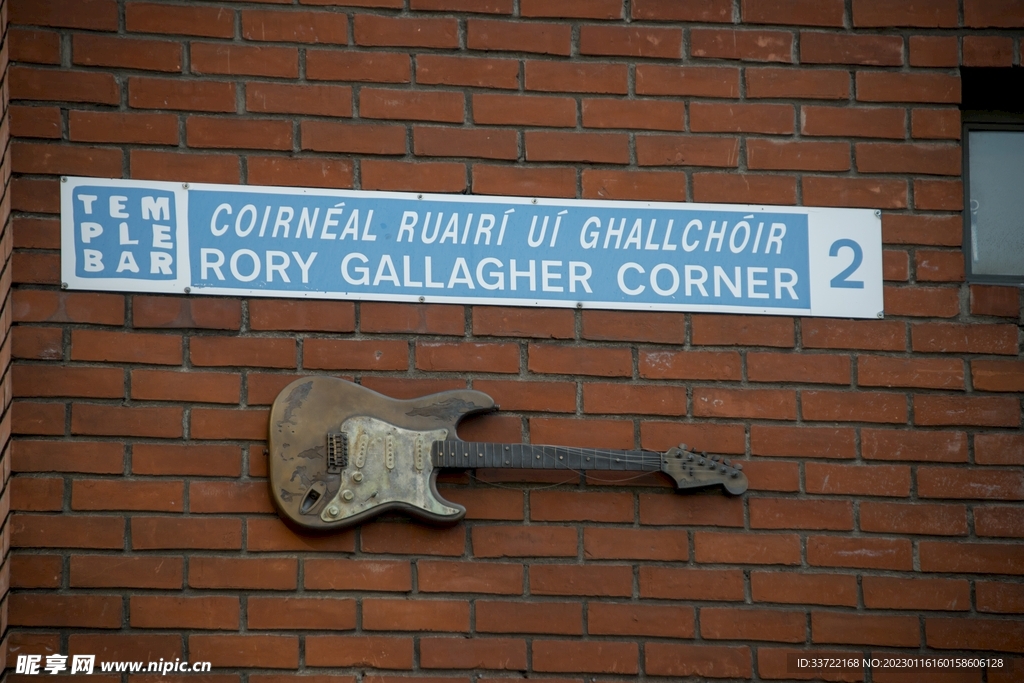 TEM
PLE
BAR
COIRNÉAL RUAIRÍ UÍ GHALLCHÓIR
RORY GALLAGHER CORNER
2
昵享网 www.nipic.cn
ID:33722168 NO:20230116160158606128